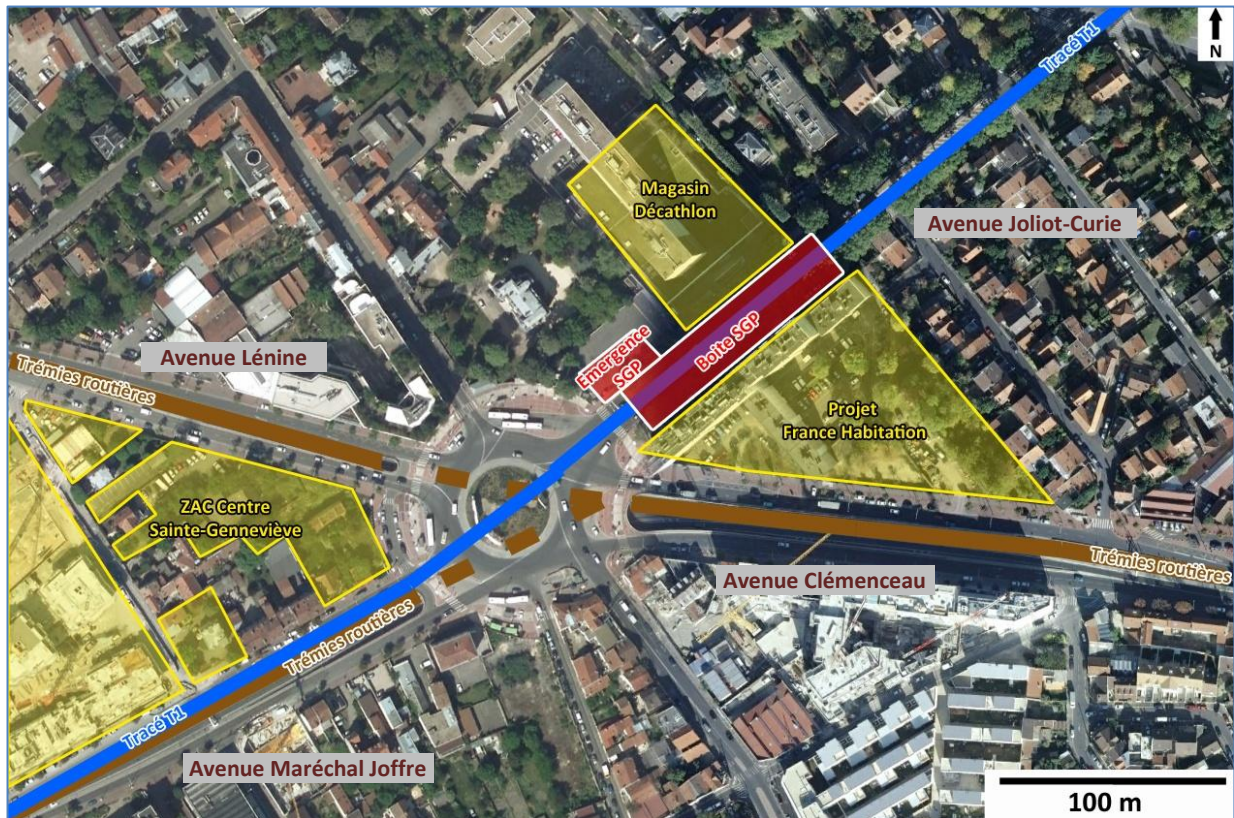 N
Tracé T1
Magasin
Décathlon
Avenue Joliot-Curie
Emergence
SGP
Boite SGP
Avenue Lénine
Trémies routières
Projet
France Habitation
ZAC Centre
Sainte-Genneviève
Trémies routières
Avenue Clémenceau
Trémies routières
Tracé T1
Avenue Maréchal Joffre
100 m